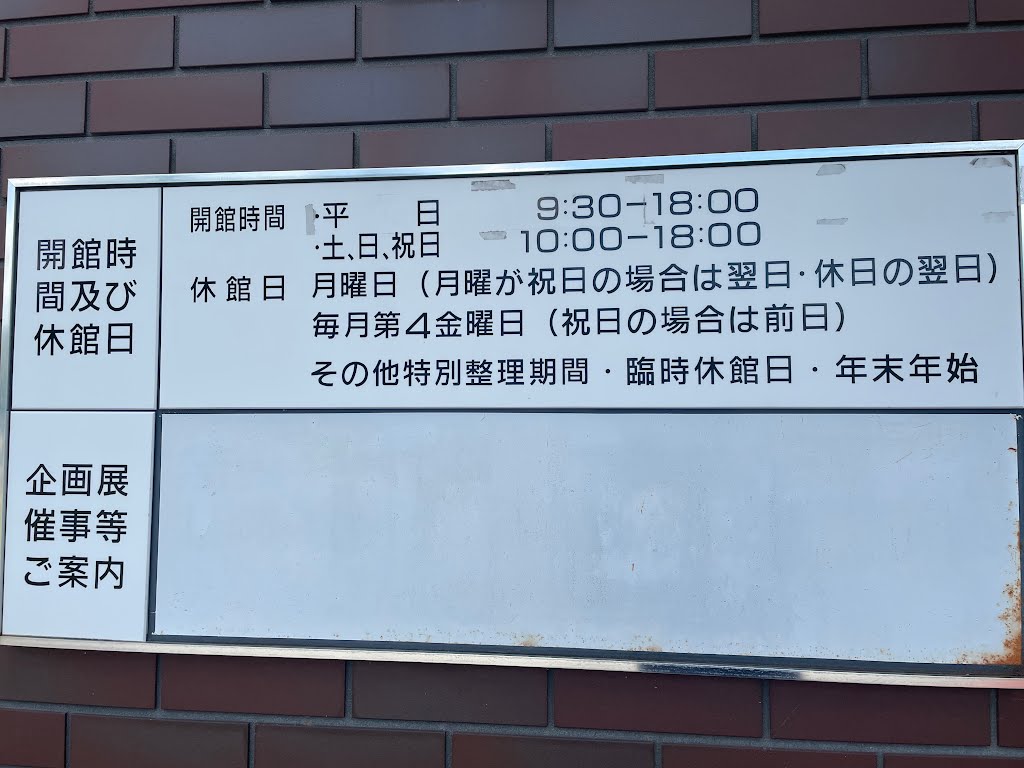 開館時
間及び
休館日
開館時間 ・平 日 9:30-18:00
・土、日、祝日 10:00-18:00
休館日 月曜日（月曜が祝日の場合は翌日・休日の翌日）
毎月第4金曜日（祝日の場合は前日）
その他特別整理期間・臨時休館日・年末年始
企画展
催事等
ご案内